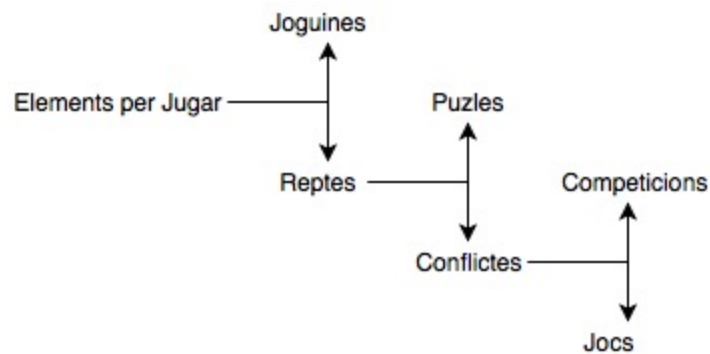 Joguines
Elements per Jugar
Puzles
Reptes
Competicions
Conflictes
Jocs